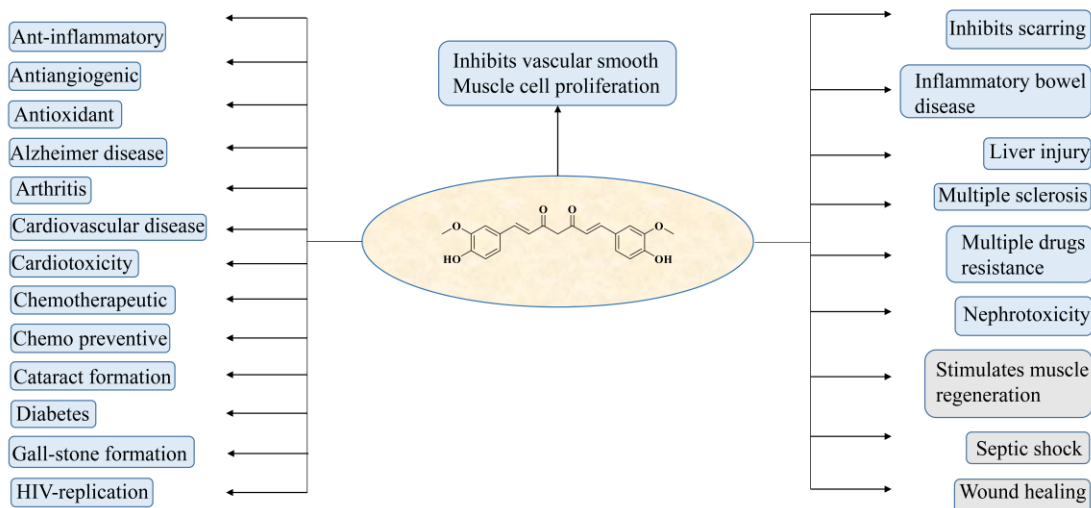 Ant-inflammatory
Antiangiogenic
Antioxidant
Alzheimer disease
Arthritis
Cardiovascular disease
Cardiotoxicity
Chemotherapeutic
Chemo preventive
Cataract formation
Diabetes
Gall-stone formation
HIV-replication
Inhibits vascular smooth
Muscle cell proliferation
O
O
O
HO
O
OH
Inhibits scarring
Inflammatory bowel
disease
Liver injury
Multiple sclerosis
Multiple drugs
resistance
Nephrotoxicity
Stimulates muscle
regeneration
Septic shock
Wound healing